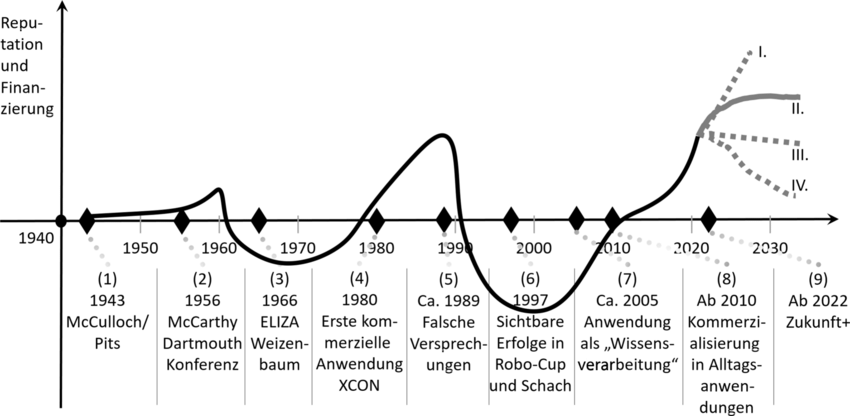 Repu-
tation
und
Finan-
zierung
I.
II.
III.
IV.
1940
1950
1960
1970
1980
1990
2000
2010
2020
2030
(1)
1943
McCulloch/
Pits
(2)
1956
McCarthy
Dartmouth
Konferenz
(3)
1966
ELIZA
Weizen-
baum
(4)
1980
Erste kom-
merzielle
Anwendung
XCON
(5)
Ca. 1989
Falsche
Versprech-
ungen
(6)
1997
Sichtbare
Erfolge in
Robo-Cup
und Schach
(7)
Ca. 2005
Anwendung
als „Wissens-
verarbeitung“
(8)
Ab 2010
Kommerzi-
alisierung
in Alltags-
anwen-
dungen
(9)
Ab 2022
Zukunft+